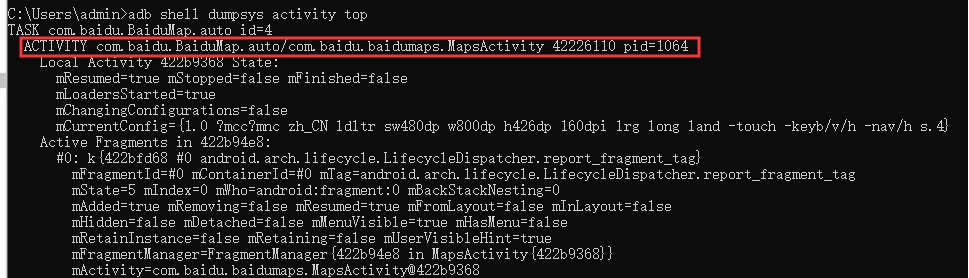 C:\Users\admin>adb shell dumpsys activity top
TASK com.baidu.BaiduMap.auto id=4
ACTIVITY com.baidu.BaiduMap.auto/com.baidu.baidumaps.MapsActivity 42226110 pid=1064
Local Activity 422b9368 State:
mResumed=true mStopped=false mFinished=false
mLoadersStarted=true
mChangingConfigurations=false
mCurrentConfig={1.0 ?mcc?mnc zh_CN ldltr sw480dp w800dp h426dp 160dpi lrg long land -touch -keyb/v/h -nav/h s.4}
Active Fragments in 422b94e8:
#0: k{422bfd68 #0 android.arch.lifecycle.LifecycleDispatcher.report_fragment_tag}
mFragmentId=#0 mContainerId=#0 mTag=android.arch.lifecycle.LifecycleDispatcher.report_fragment_tag
mState=5 mIndex=0 mWho=android:fragment:0 mBackStackNesting=0
mAdded=true mRemoving=false mResumed=true mFromLayout=false mInLayout=false
mHidden=false mDetached=false mMenuVisible=true mHasMenu=false
mRetainInstance=false mRetaining=false mUserVisibleHint=true
mFragmentManager=FragmentManager{422b94e8 in MapsActivity{422b9368}}
mActivity=com.baidu.baidumaps.MapsActivity@422b9368